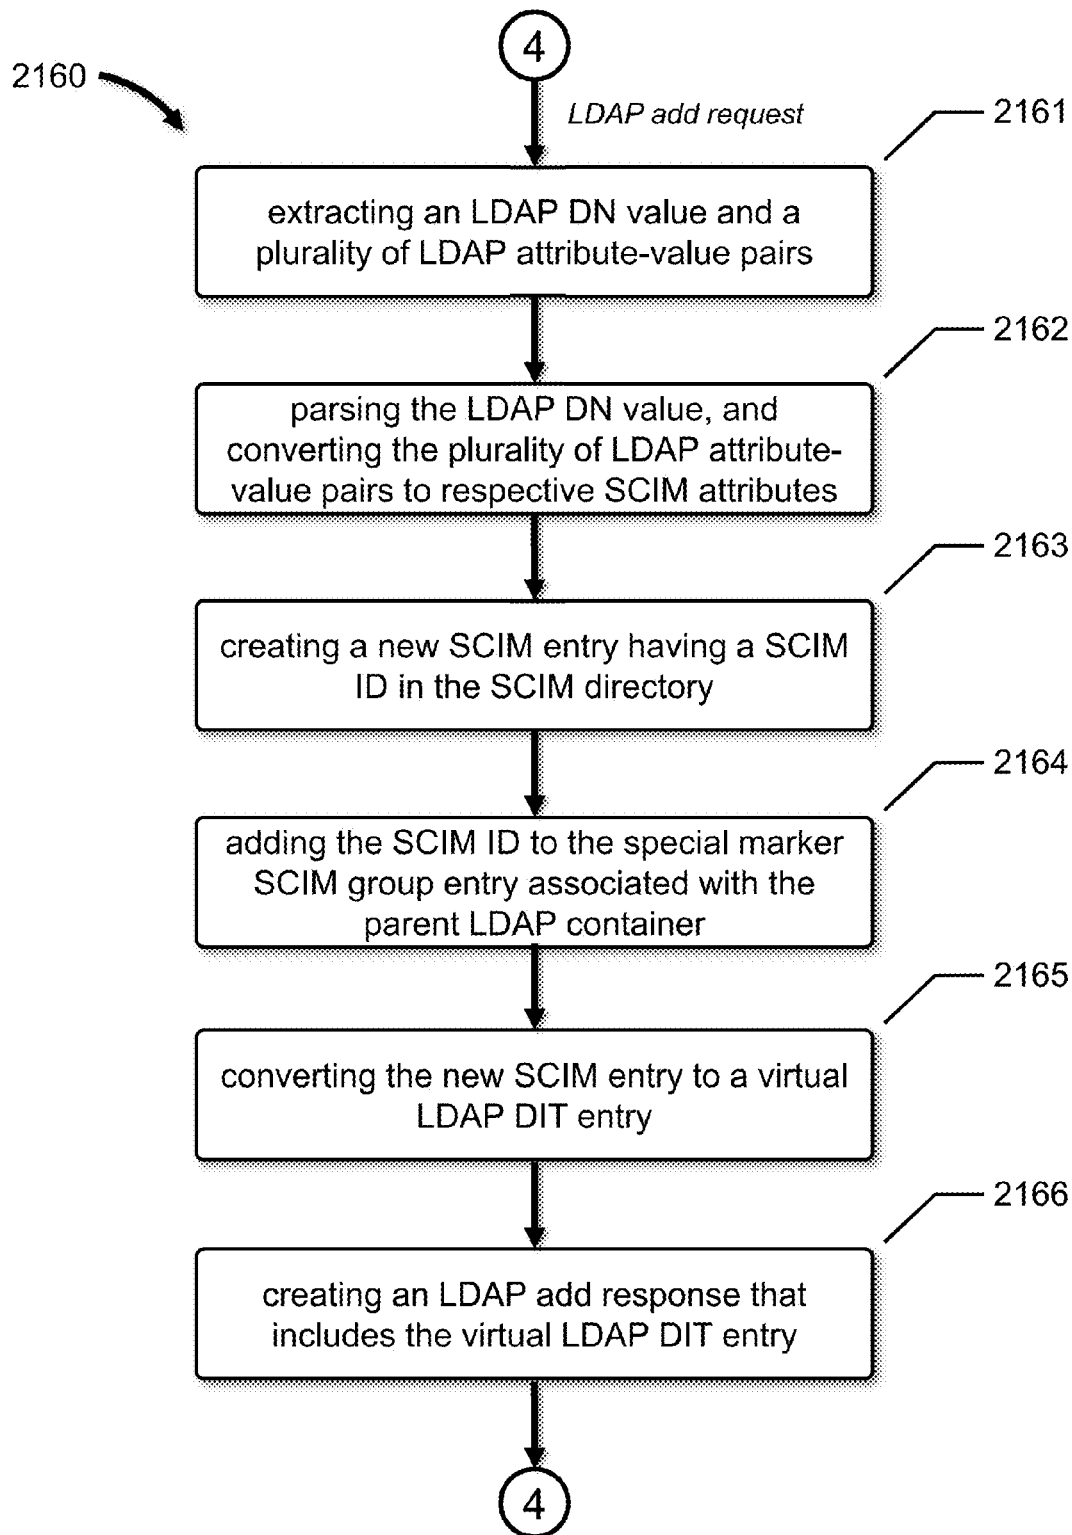 4
2160
LDAP add request
2161
extracting an LDAP DN value and a
plurality of LDAP attribute-value pairs
2162
parsing the LDAP DN value, and
converting the plurality of LDAP attribute-
value pairs to respective SCIM attributes
2163
creating a new SCIM entry having a SCIM
ID in the SCIM directory
2164
adding the SCIM ID to the special marker
SCIM group entry associated with the
parent LDAP container
2165
converting the new SCIM entry to a virtual
LDAP DIT entry
2166
creating an LDAP add response that
includes the virtual LDAP DIT entry
4